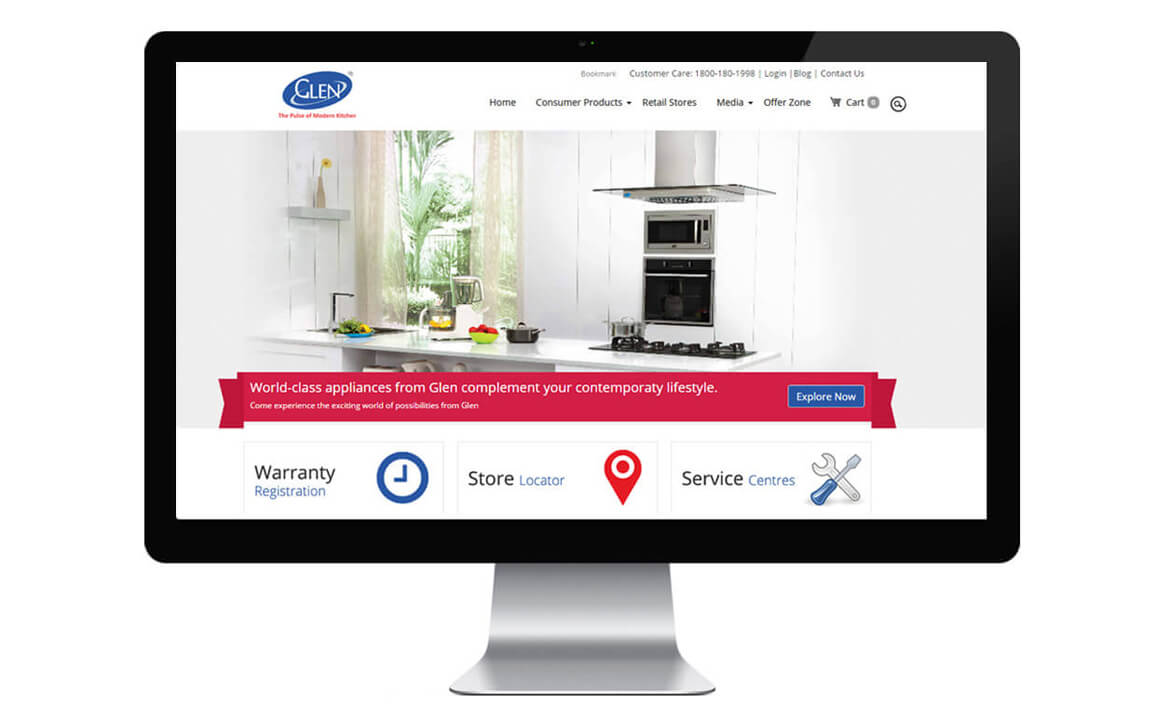 Bookmark Customer Care: 1800-180-1998 | Login |Blog | Contact Us
GLEN®
The Pulse of Modern Kitchen
Home Consumer Products Retail Stores Media Offer Zone Cart 0
World-class appliances from Glen complement your contemporaty lifestyle.
Come experience the exciting world of possibilities from Glen
Explore Now
Warranty
Registration
Store Locator
Service Centres